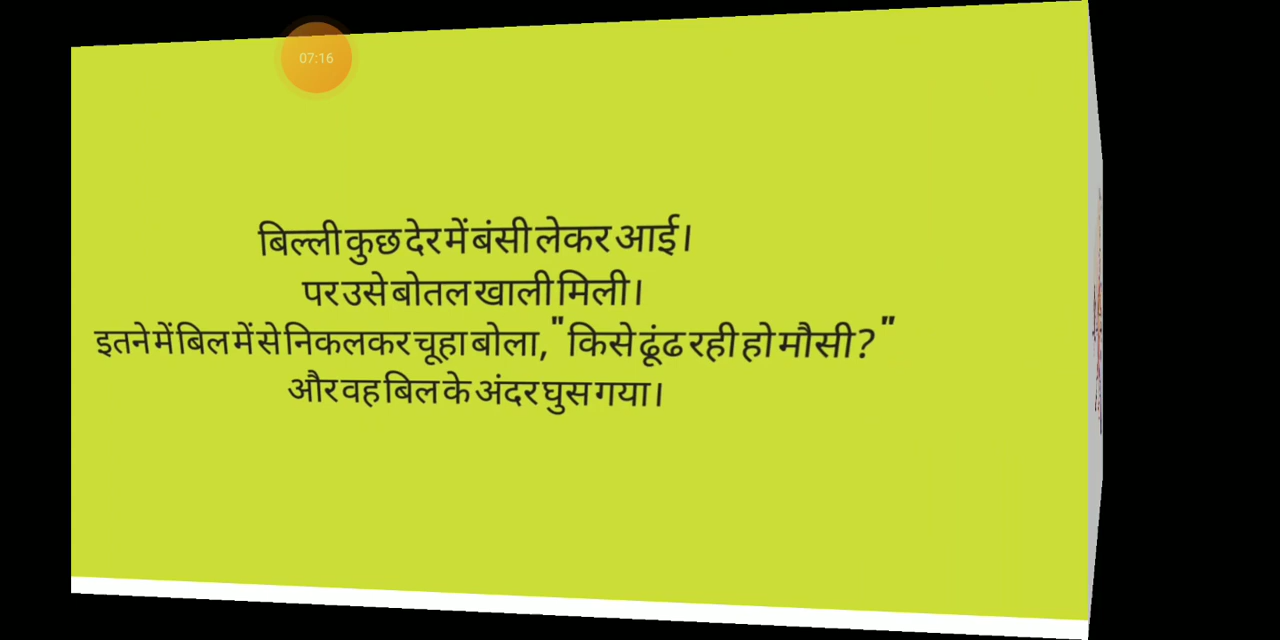 07:16
बिल्ली कुछ देर में बंसी लेकर आई।
पर उसे बोतल खाली मिली।
इतने में बिल में से निकलकर चूहा बोला, "किसे ढूंढ रही हो मौसी?"
और वह बिल के अंदर घुस गया।